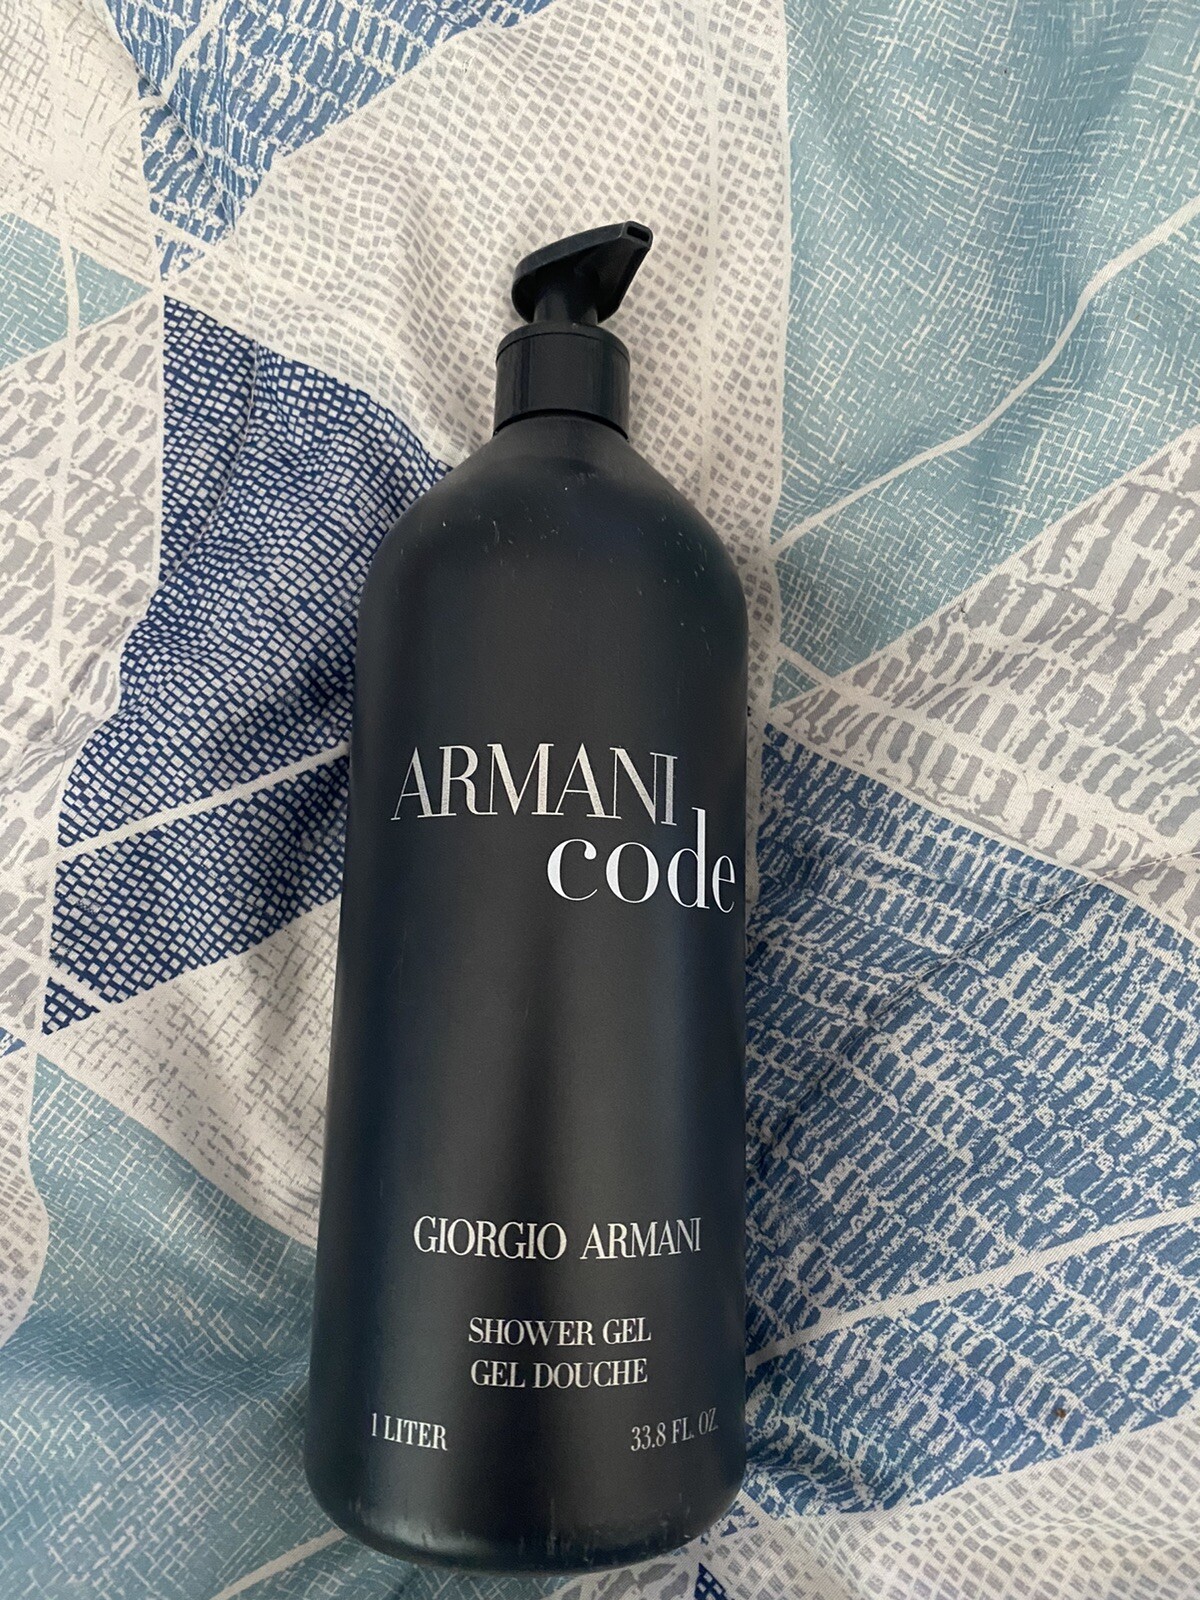 ARMANI
code
GIORGIO ARMANI
SHOWER GEL
GEL DOUCHE
1 LITER 33.8 FL. OZ.